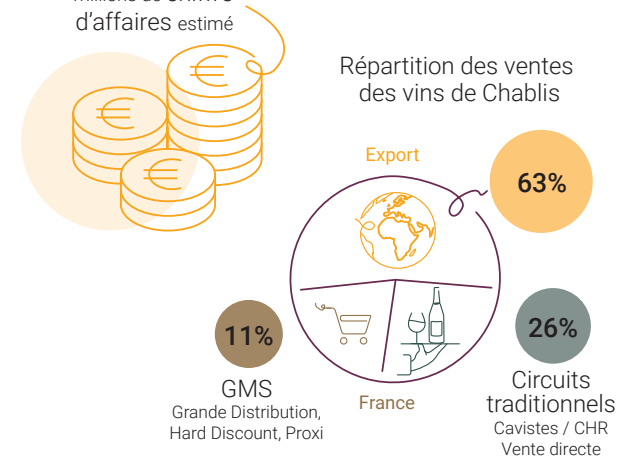 d’affaires estimé
Répartition des ventes
des vins de Chablis
Export
63%
11%
GMS
Grande Distribution,
Hard Discount, Proxi
France
26%
Circuits
traditionnels
Cavistes / CHR
Vente directe